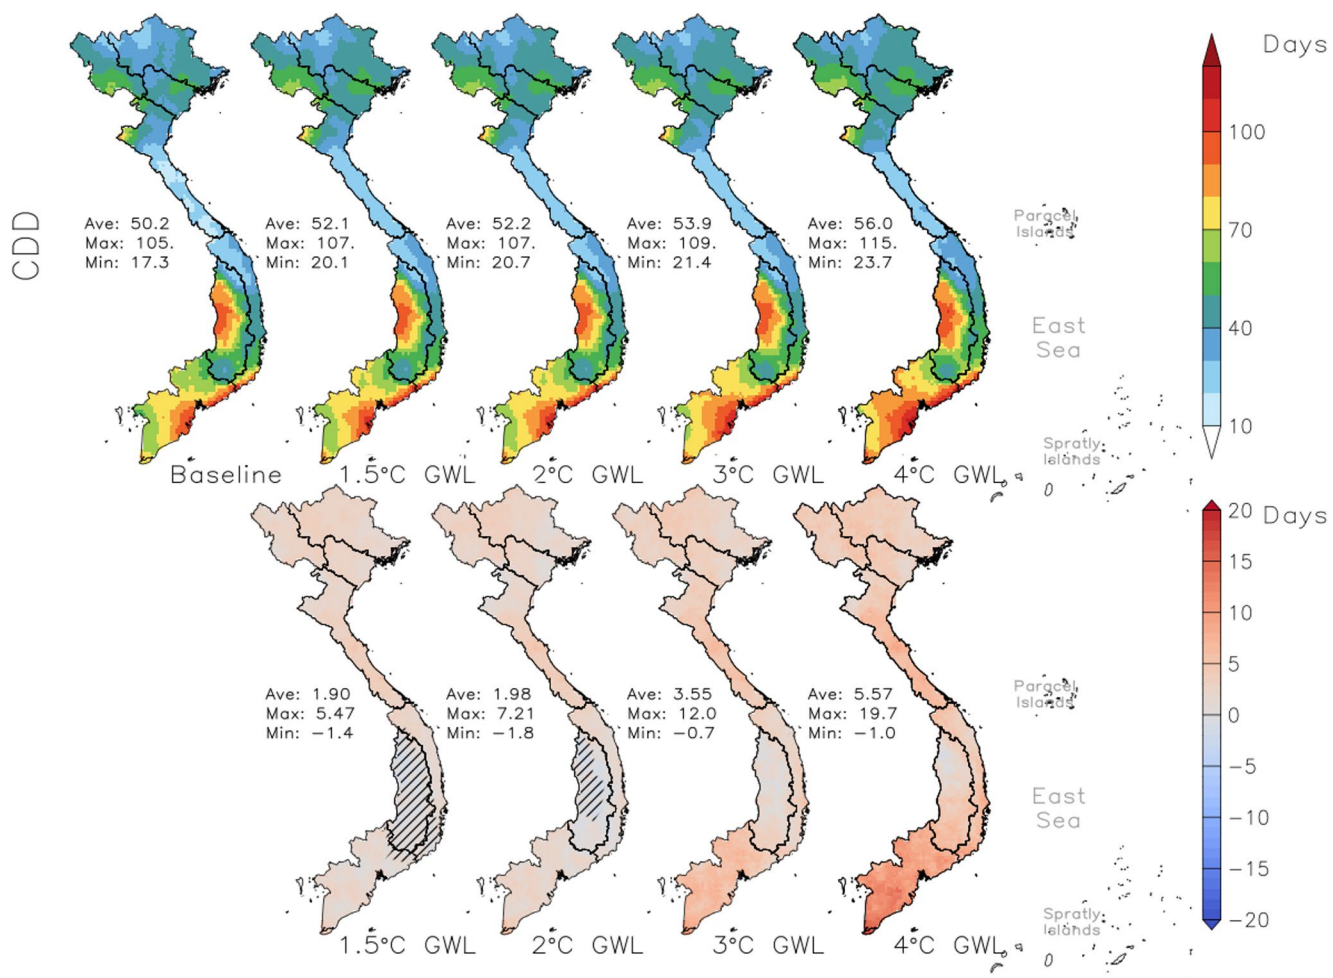 CDD
Ave: 50.2
Max: 105.
Min: 17.3
Ave: 52.1
Max: 107.
Min: 20.1
Ave: 52.2
Max: 107.
Min: 20.7
Ave: 53.9
Max: 109.
Min: 21.4
Ave: 56.0
Max: 115.
Min: 23.7
Paracel
Islands
East
Sea
Spratly
Islands
Days
100
70
40
10
Baseline
1.5°C GWL
2°C GWL
3°C GWL
4°C GWL
Ave: 1.90
Max: 5.47
Min: −1.4
Ave: 1.98
Max: 7.21
Min: −1.8
Ave: 3.55
Max: 12.0
Min: −0.7
Ave: 5.57
Max: 19.7
Min: −1.0
Paracel
Islands
East
Sea
Spratly
Islands
Days
20
15
10
5
0
−5
−10
−15
−20
1.5°C GWL
2°C GWL
3°C GWL
4°C GWL